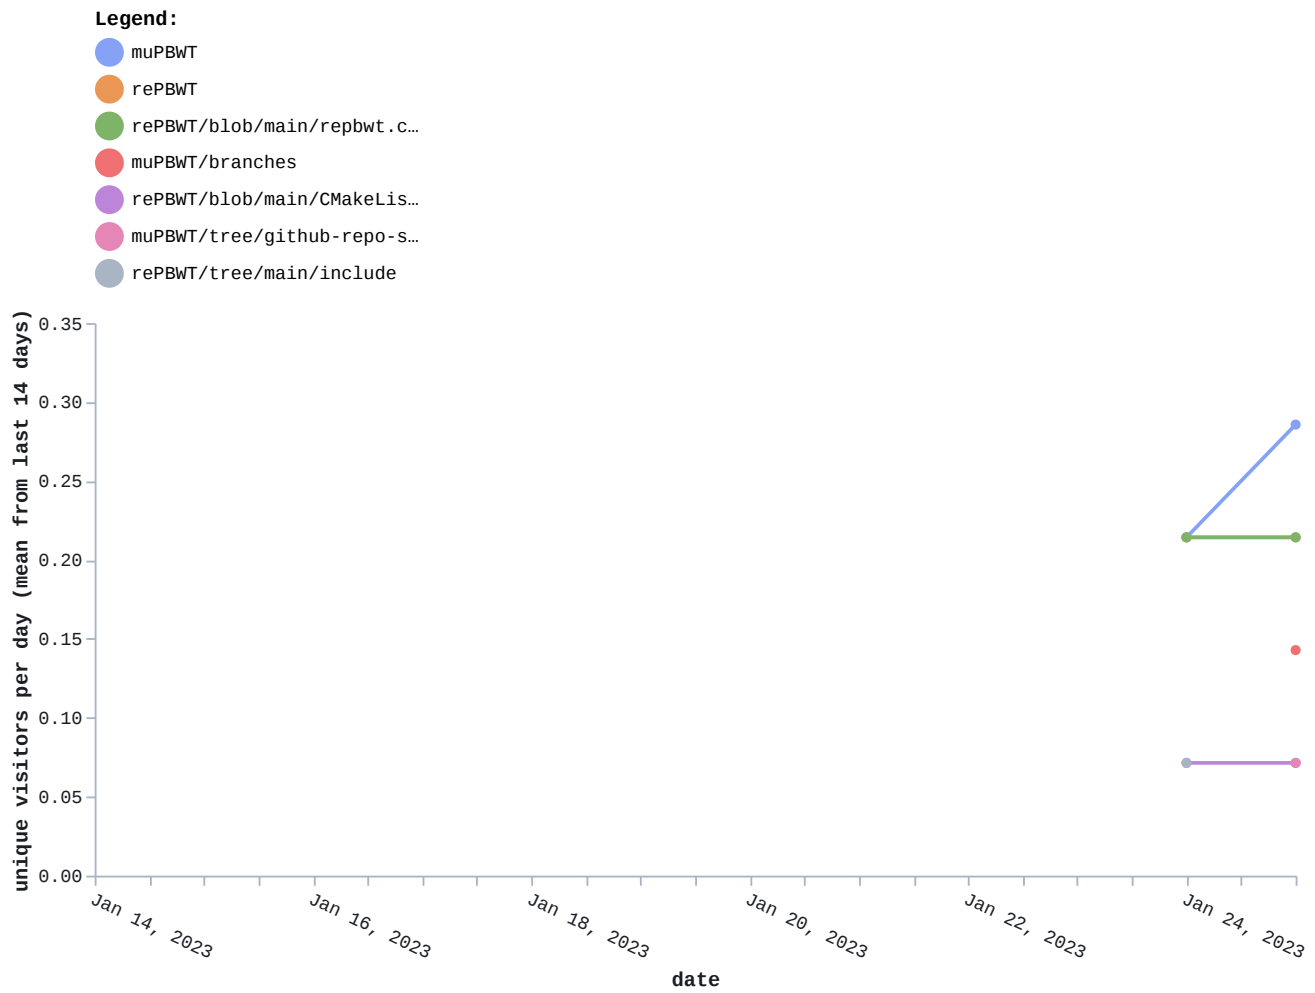 Legend:
muPBWT
rePBWT
rePBWT/blob/main/repbwt.c…
muPBWT/branches
rePBWT/blob/main/CMakeLis…
muPBWT/tree/github-repo-s…
rePBWT/tree/main/include
unique visitors per day (mean from last 14 days)
0.35
0.30
0.25
0.20
0.15
0.10
0.05
0.00
Jan 14, 2023
Jan 16, 2023
Jan 18, 2023
Jan 20, 2023
Jan 22, 2023
Jan 24, 2023
date